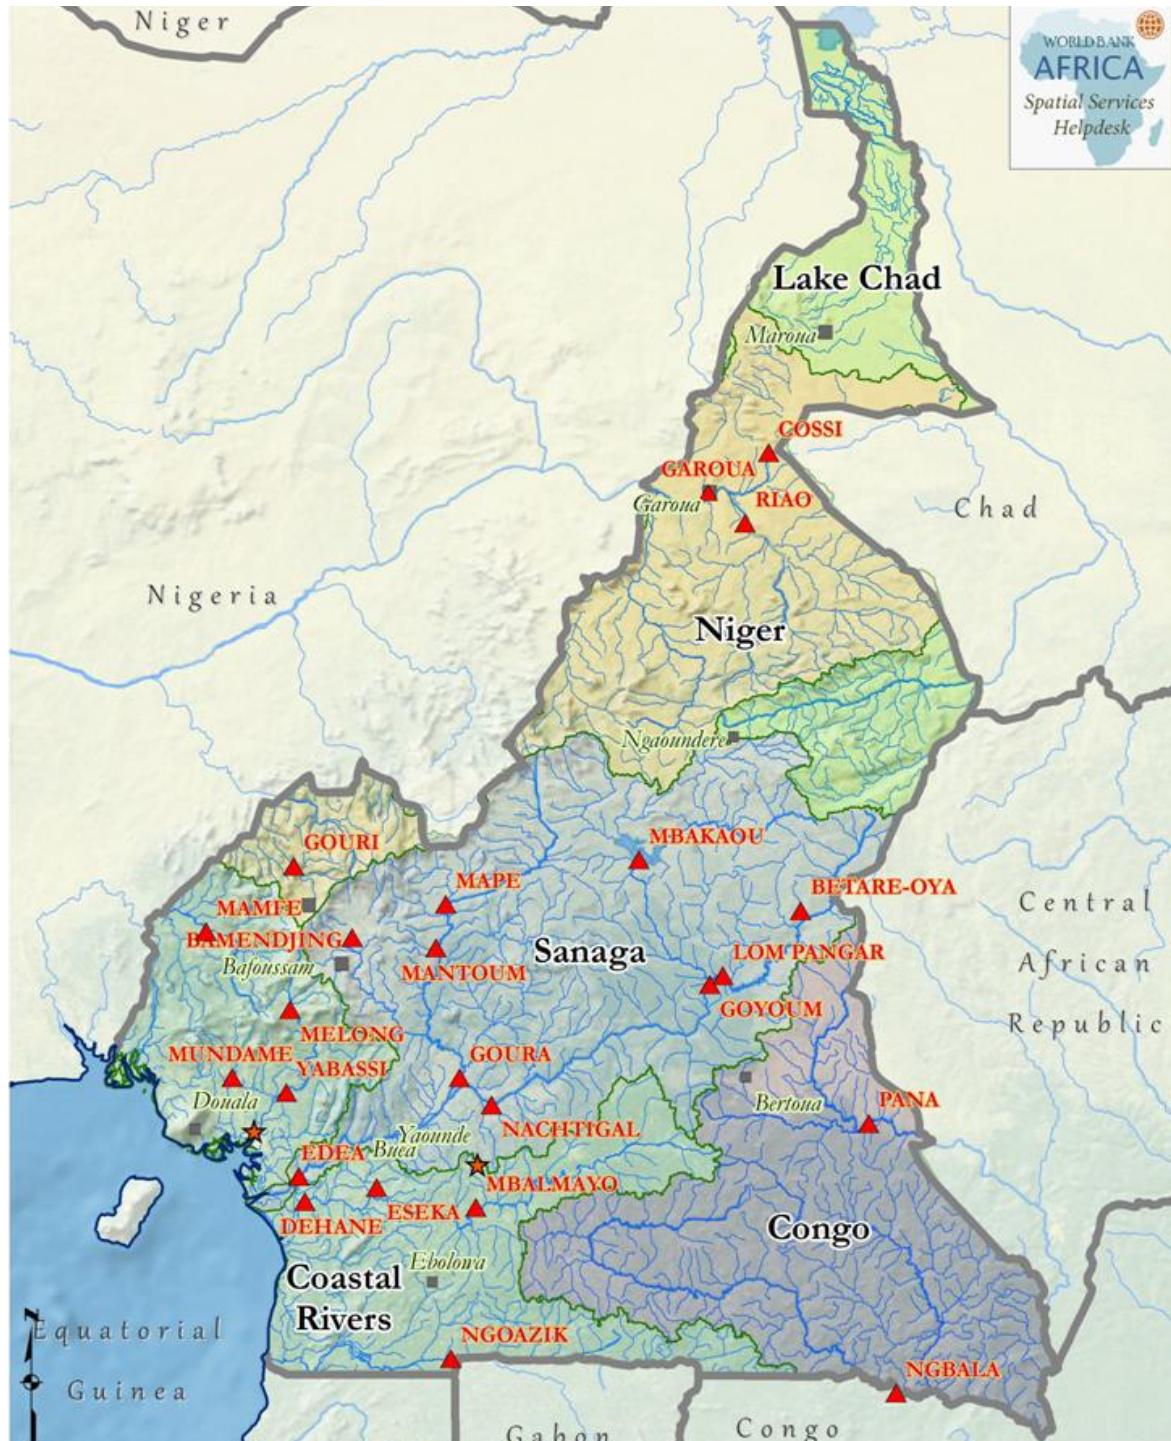 Niger
WORLD BANK
AFRICA
Spatial Services
Helpdesk
Lake Chad
Maroua
COSSI
GAROUA
Garoua
RIAO
Chad
Nigeria
Niger
Ngaoundere
GOURI
MBAKAOU
MAPE
BETARE-OYA
MAMFE
Central
BAMENDJING
Sanaga
LOM PANGAR
Bafoussam
MANTOUM
African
GOYOUM
Republic
MELONG
MUNDAME
GOURA
YABASSI
Douala
Bertoua
PANA
NACHTIGAL
Yaounde
EDEA
Buea
MBALMAYO
DEHANE
ESEKA
Congo
Ebolowa
Coastal
Rivers
N
Equatorial
NGOAZIK
NGBALA
Guinea
Gabon
Congo